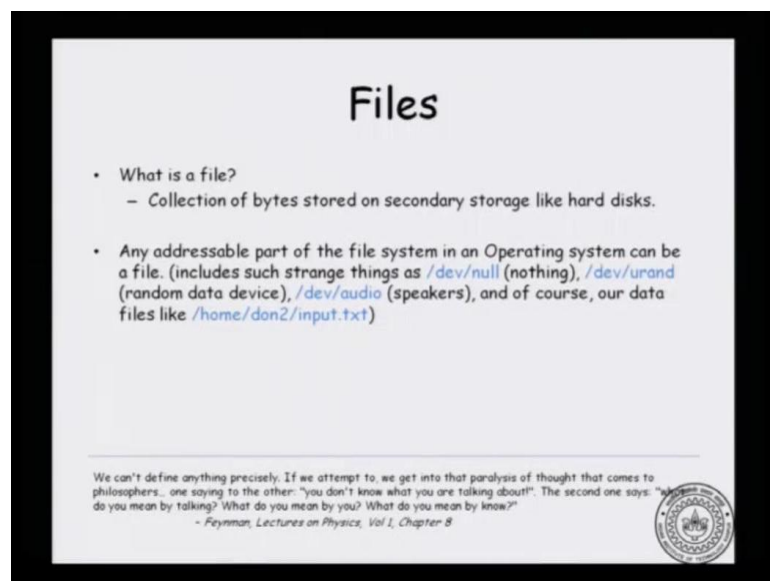 Files
• What is a file?
– Collection of bytes stored on secondary storage like hard disks.
• Any addressable part of the file system in an Operating system can be
a file. (includes such strange things as /dev/null (nothing), /dev/urand
(random data device), /dev/audio (speakers), and of course, our data
files like /home/don2/input.txt)
We can't define anything precisely. If we attempt to, we get into that paralysis of thought that comes to
philosophers… one saying to the other: "you don't know what you are talking about!". The second one says: "what
do you mean by talking? What do you mean by you? What do you mean by know?"
- Feynman, Lectures on Physics, Vol 1, Chapter 8